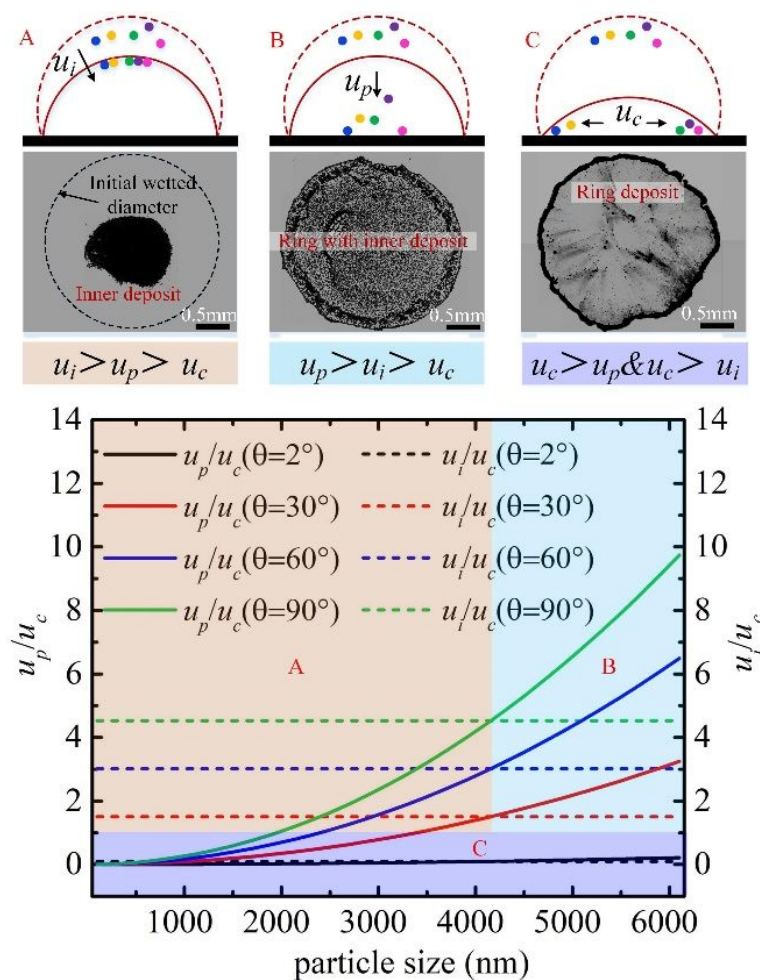 A
B
C
u_i
u_p
u_c
Initial wetted
diameter
Inner deposit
0.5mm
Ring with inner deposit
0.5mm
Ring deposit
0.5mm
u_i > u_p > u_c
u_p > u_i > u_c
u_c > u_p & u_c > u_i
14
12
10
8
6
4
2
0
u_p/u_c
u_p/u_c(θ=2°)
u_p/u_c(θ=30°)
u_p/u_c(θ=60°)
u_p/u_c(θ=90°)
u_i/u_c(θ=2°)
u_i/u_c(θ=30°)
u_i/u_c(θ=60°)
u_i/u_c(θ=90°)
A
B
C
14
12
10
8
6
4
2
0
u_i/u_c
1000 2000 3000 4000 5000 6000
particle size (nm)